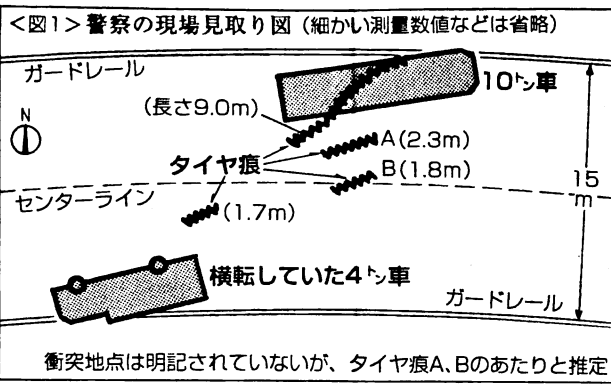 <図1>警察の現場見取り図(細かい測量数値などは省略)
ガードレール
10トン車
(長さ9.0m)
N
A(2.3m)
タイヤ痕
B(1.8m)
15m
センターライン
(1.7m)
横転していた4トン車
ガードレール
衝突地点は明記されていないが、タイヤ痕A、Bのあたりと推定